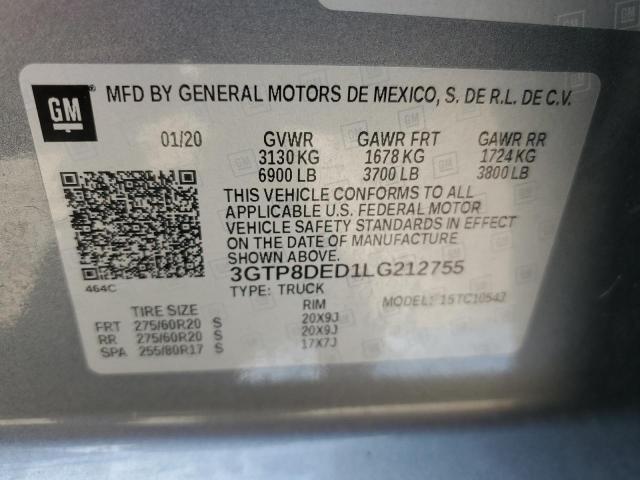 GM
MFD BY GENERAL MOTORS DE MEXICO, S. DE R.L. DE C.V.
01/20 GVWR GAWR FRT GAWR RR
3130 KG 1678 KG 1724 KG
6900 LB 3700 LB 3800 LB
THIS VEHICLE CONFORMS TO ALL
APPLICABLE U.S. FEDERAL MOTOR
VEHICLE SAFETY STANDARDS IN EFFECT
ON THE DATE OF MANUFACTURE
SHOWN ABOVE.
3GTP8DED1LG212755
464C
TYPE: TRUCK MODEL: 15TC10543
TIRE SIZE RIM
FRT 275/60R20 S 20X9J
RR 275/60R20 S 20X9J
SPA 255/80R17 S 17X7J